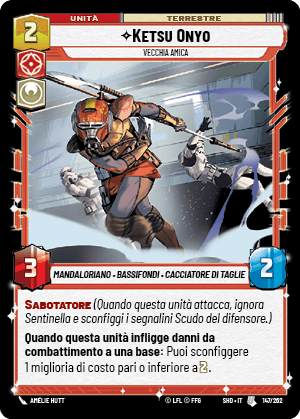 2
UNITÀ
TERRESTRE
KETSU ONYO
VECCHIA AMICA
3
2
MANDALORIANO • BASSIFONDI • CACCIATORE DI TAGLIE
SABOTATORE (Quando questa unità attacca, ignora
Sentinella e sconfiggi i segnalini Scudo del difensore.)
Quando questa unità infligge danni da
combattimento a una base: Puoi sconfiggere
1 miglioria di costo pari o inferiore a 2.
AMÉLIE HUTT
© LFL © FFG
SHD • IT
147/262